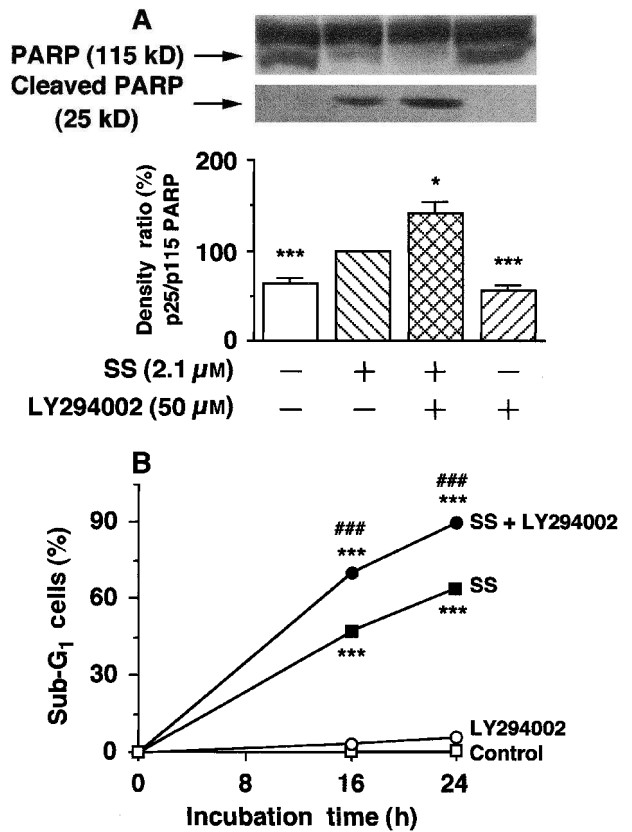 A
PARP (115 kD)
Cleaved PARP
(25 kD)
Density ratio (%)
p25/p115 PARP
200
100
0
***
*
***
SS (2.1 μM) − + + −
LY294002 (50 μM) − − + +
B
Sub-G1 cells (%)
90
60
30
0
###
***
###
***
SS + LY294002
SS
***
***
LY294002
Control
0 8 16 24
Incubation time (h)